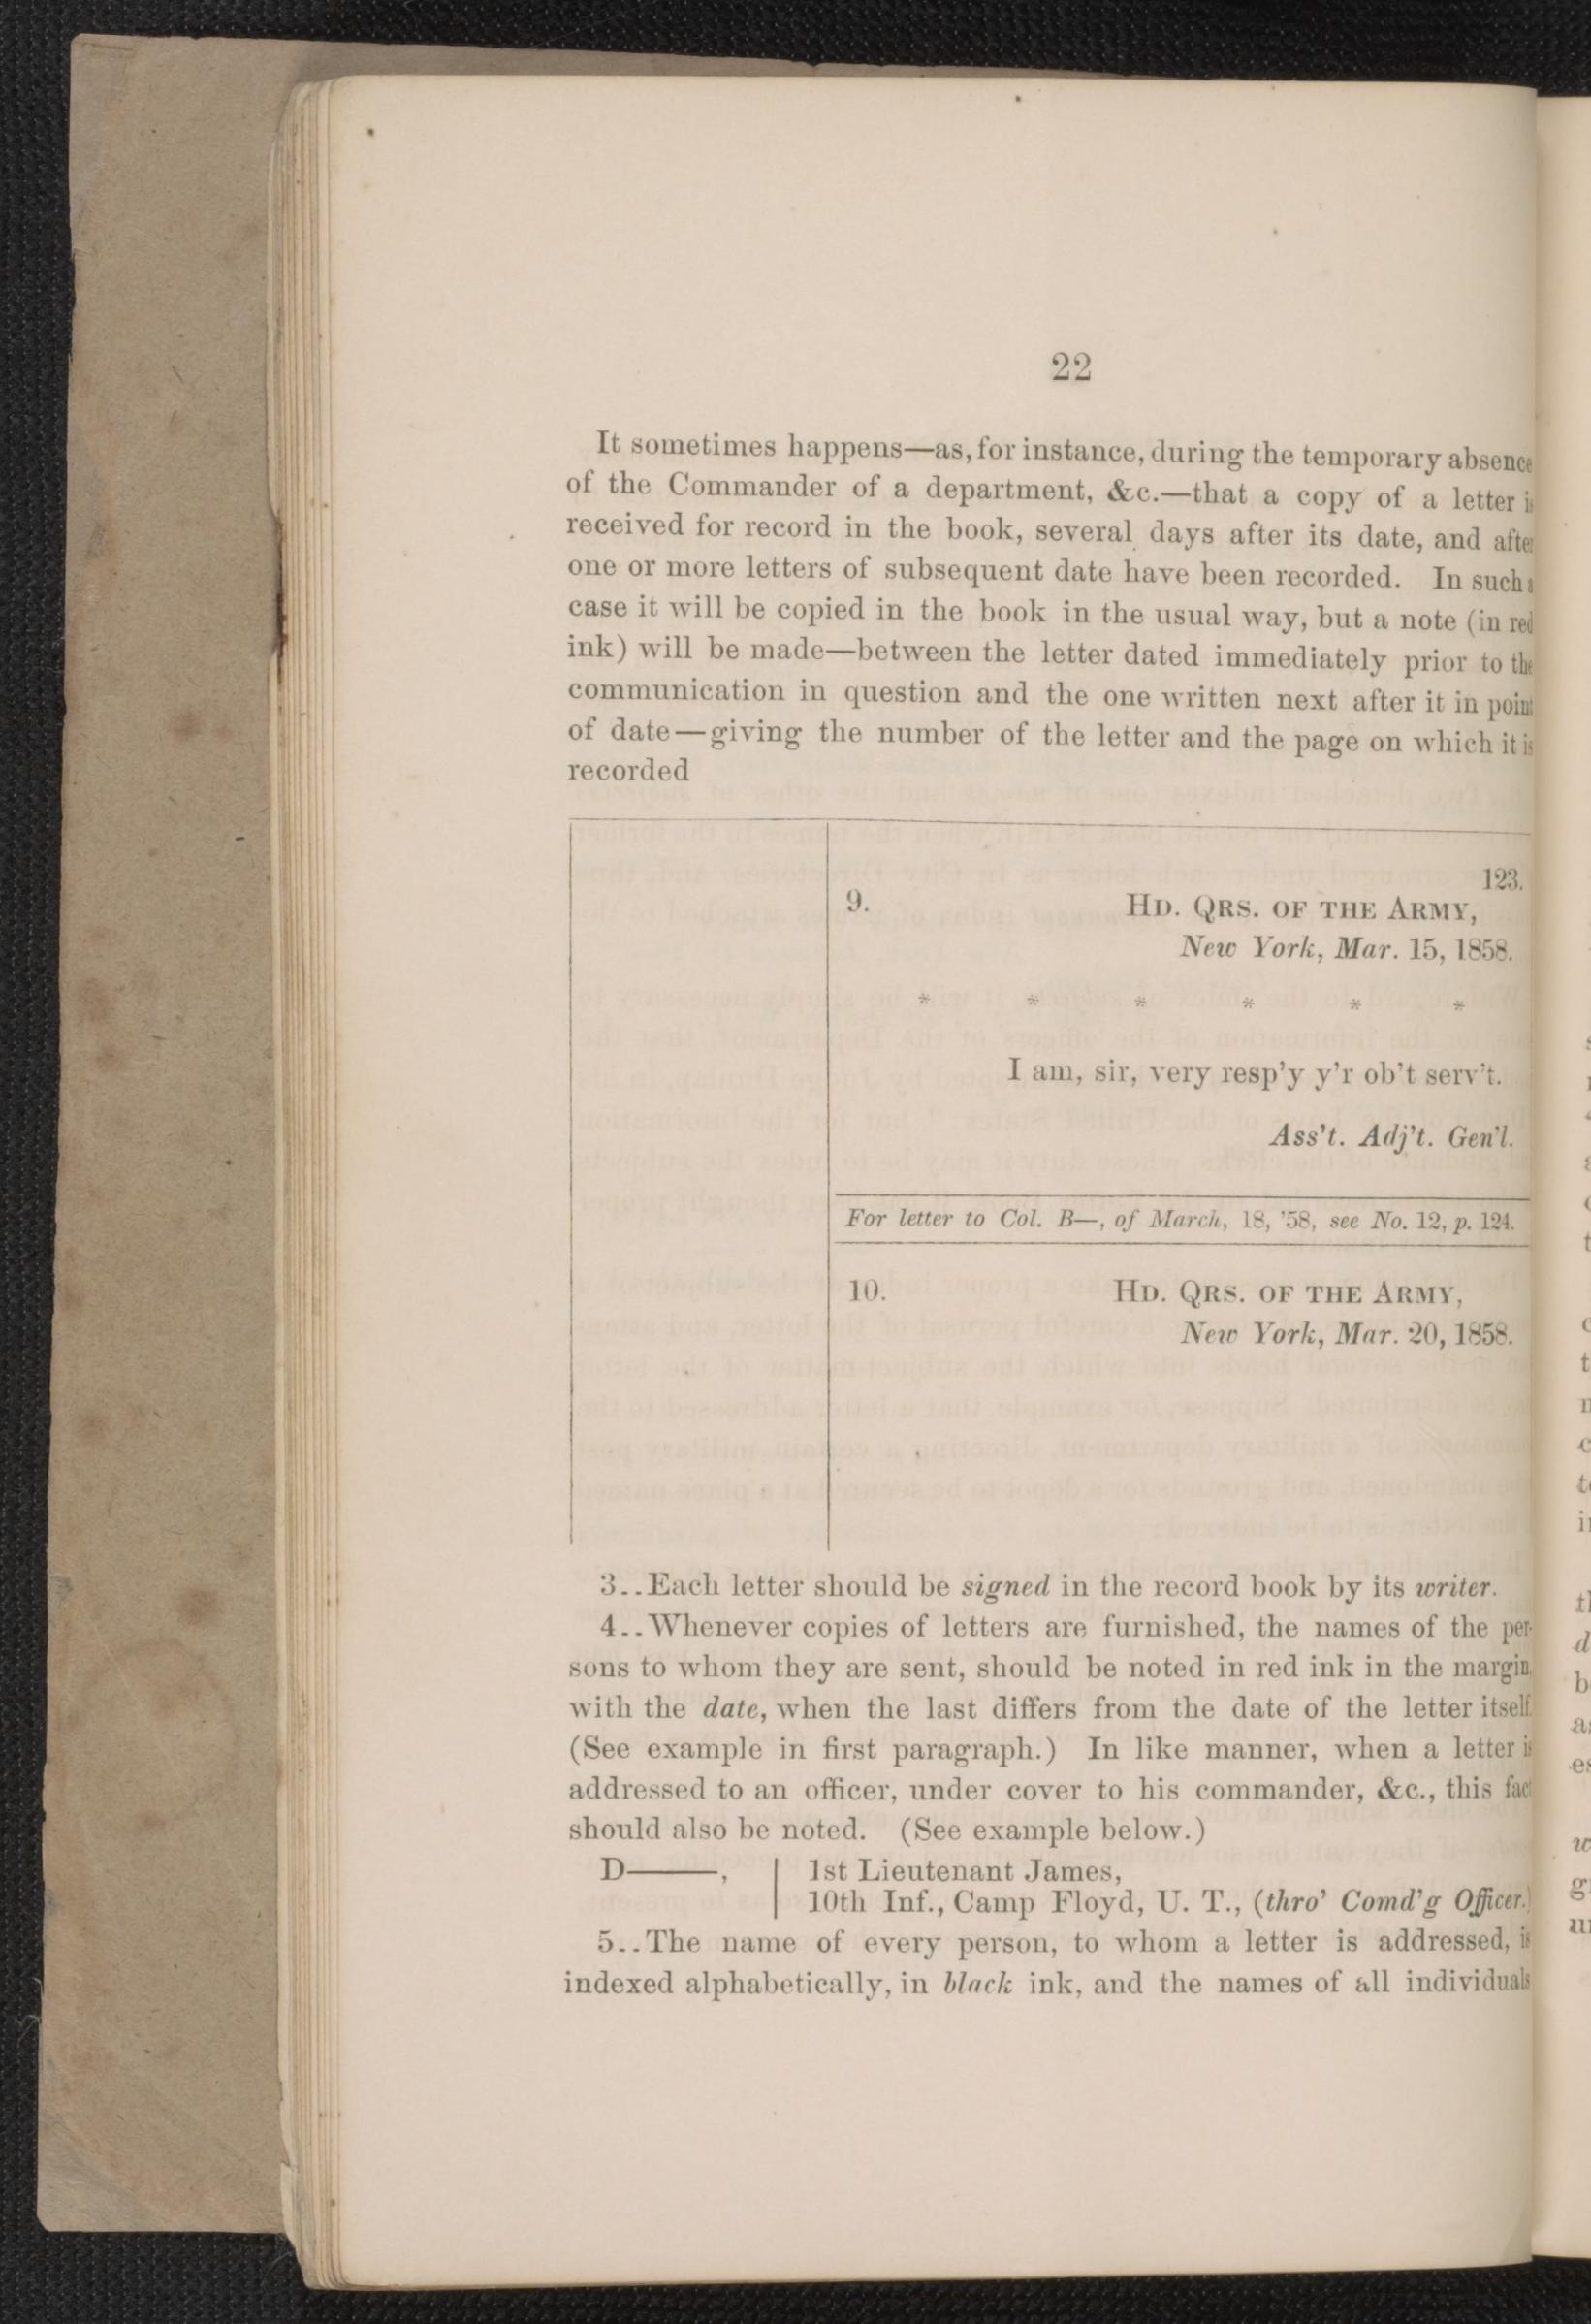 22
It sometimes happens—as, for instance, during the temporary absence
of the Commander of a department, &c.—that a copy of a letter is
received for record in the book, several days after its date, and after
one or more letters of subsequent date have been recorded. In such a
case it will be copied in the book in the usual way, but a note (in red
ink) will be made—between the letter dated immediately prior to the
communication in question and the one written next after it in point
of date—giving the number of the letter and the page on which it is
recorded
123.
9. HD. QRS. OF THE ARMY,
New York, Mar. 15, 1858.
* * * * * *
I am, sir, very resp'y y'r ob't serv't.
Ass't. Adj't. Gen'l.
For letter to Col. B—, of March, 18, '58, see No. 12, p. 124.
10. HD. QRS. OF THE ARMY,
New York, Mar. 20, 1858.
3..Each letter should be signed in the record book by its writer.
4..Whenever copies of letters are furnished, the names of the per-
sons to whom they are sent, should be noted in red ink in the margin
with the date, when the last differs from the date of the letter itself.
(See example in first paragraph.) In like manner, when a letter is
addressed to an officer, under cover to his commander, &c., this fact
should also be noted. (See example below.)
D———, 1st Lieutenant James,
10th Inf., Camp Floyd, U. T., (thro' Comd'g Officer.)
5..The name of every person, to whom a letter is addressed, is
indexed alphabetically, in black ink, and the names of all individuals